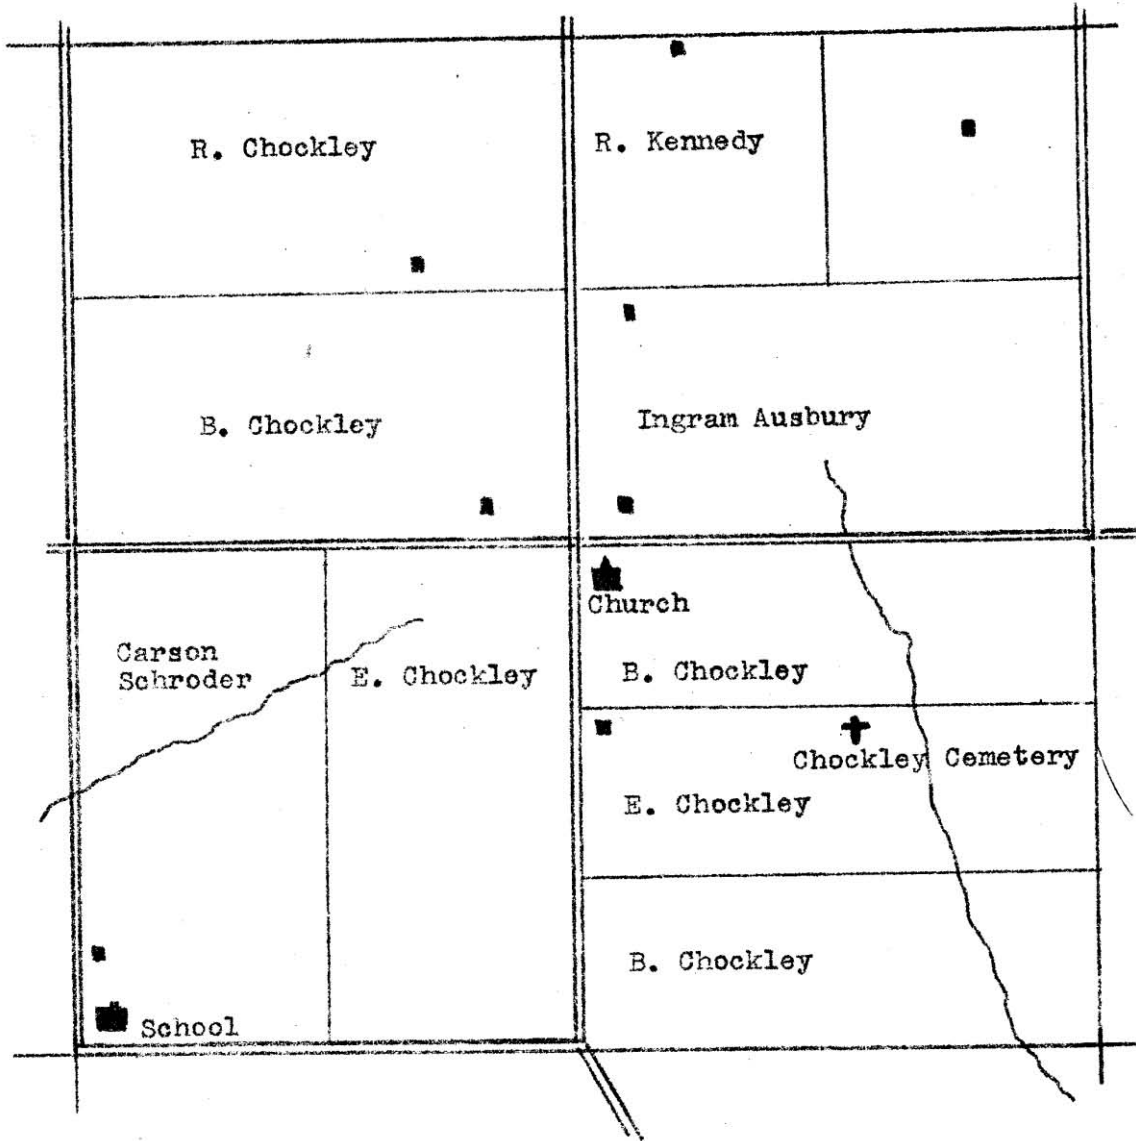 R. Chockley
R. Kennedy
B. Chockley
Ingram Ausbury
Church
Carson
Schroder
E. Chockley
B. Chockley
Chockley Cemetery
E. Chockley
B. Chockley
School